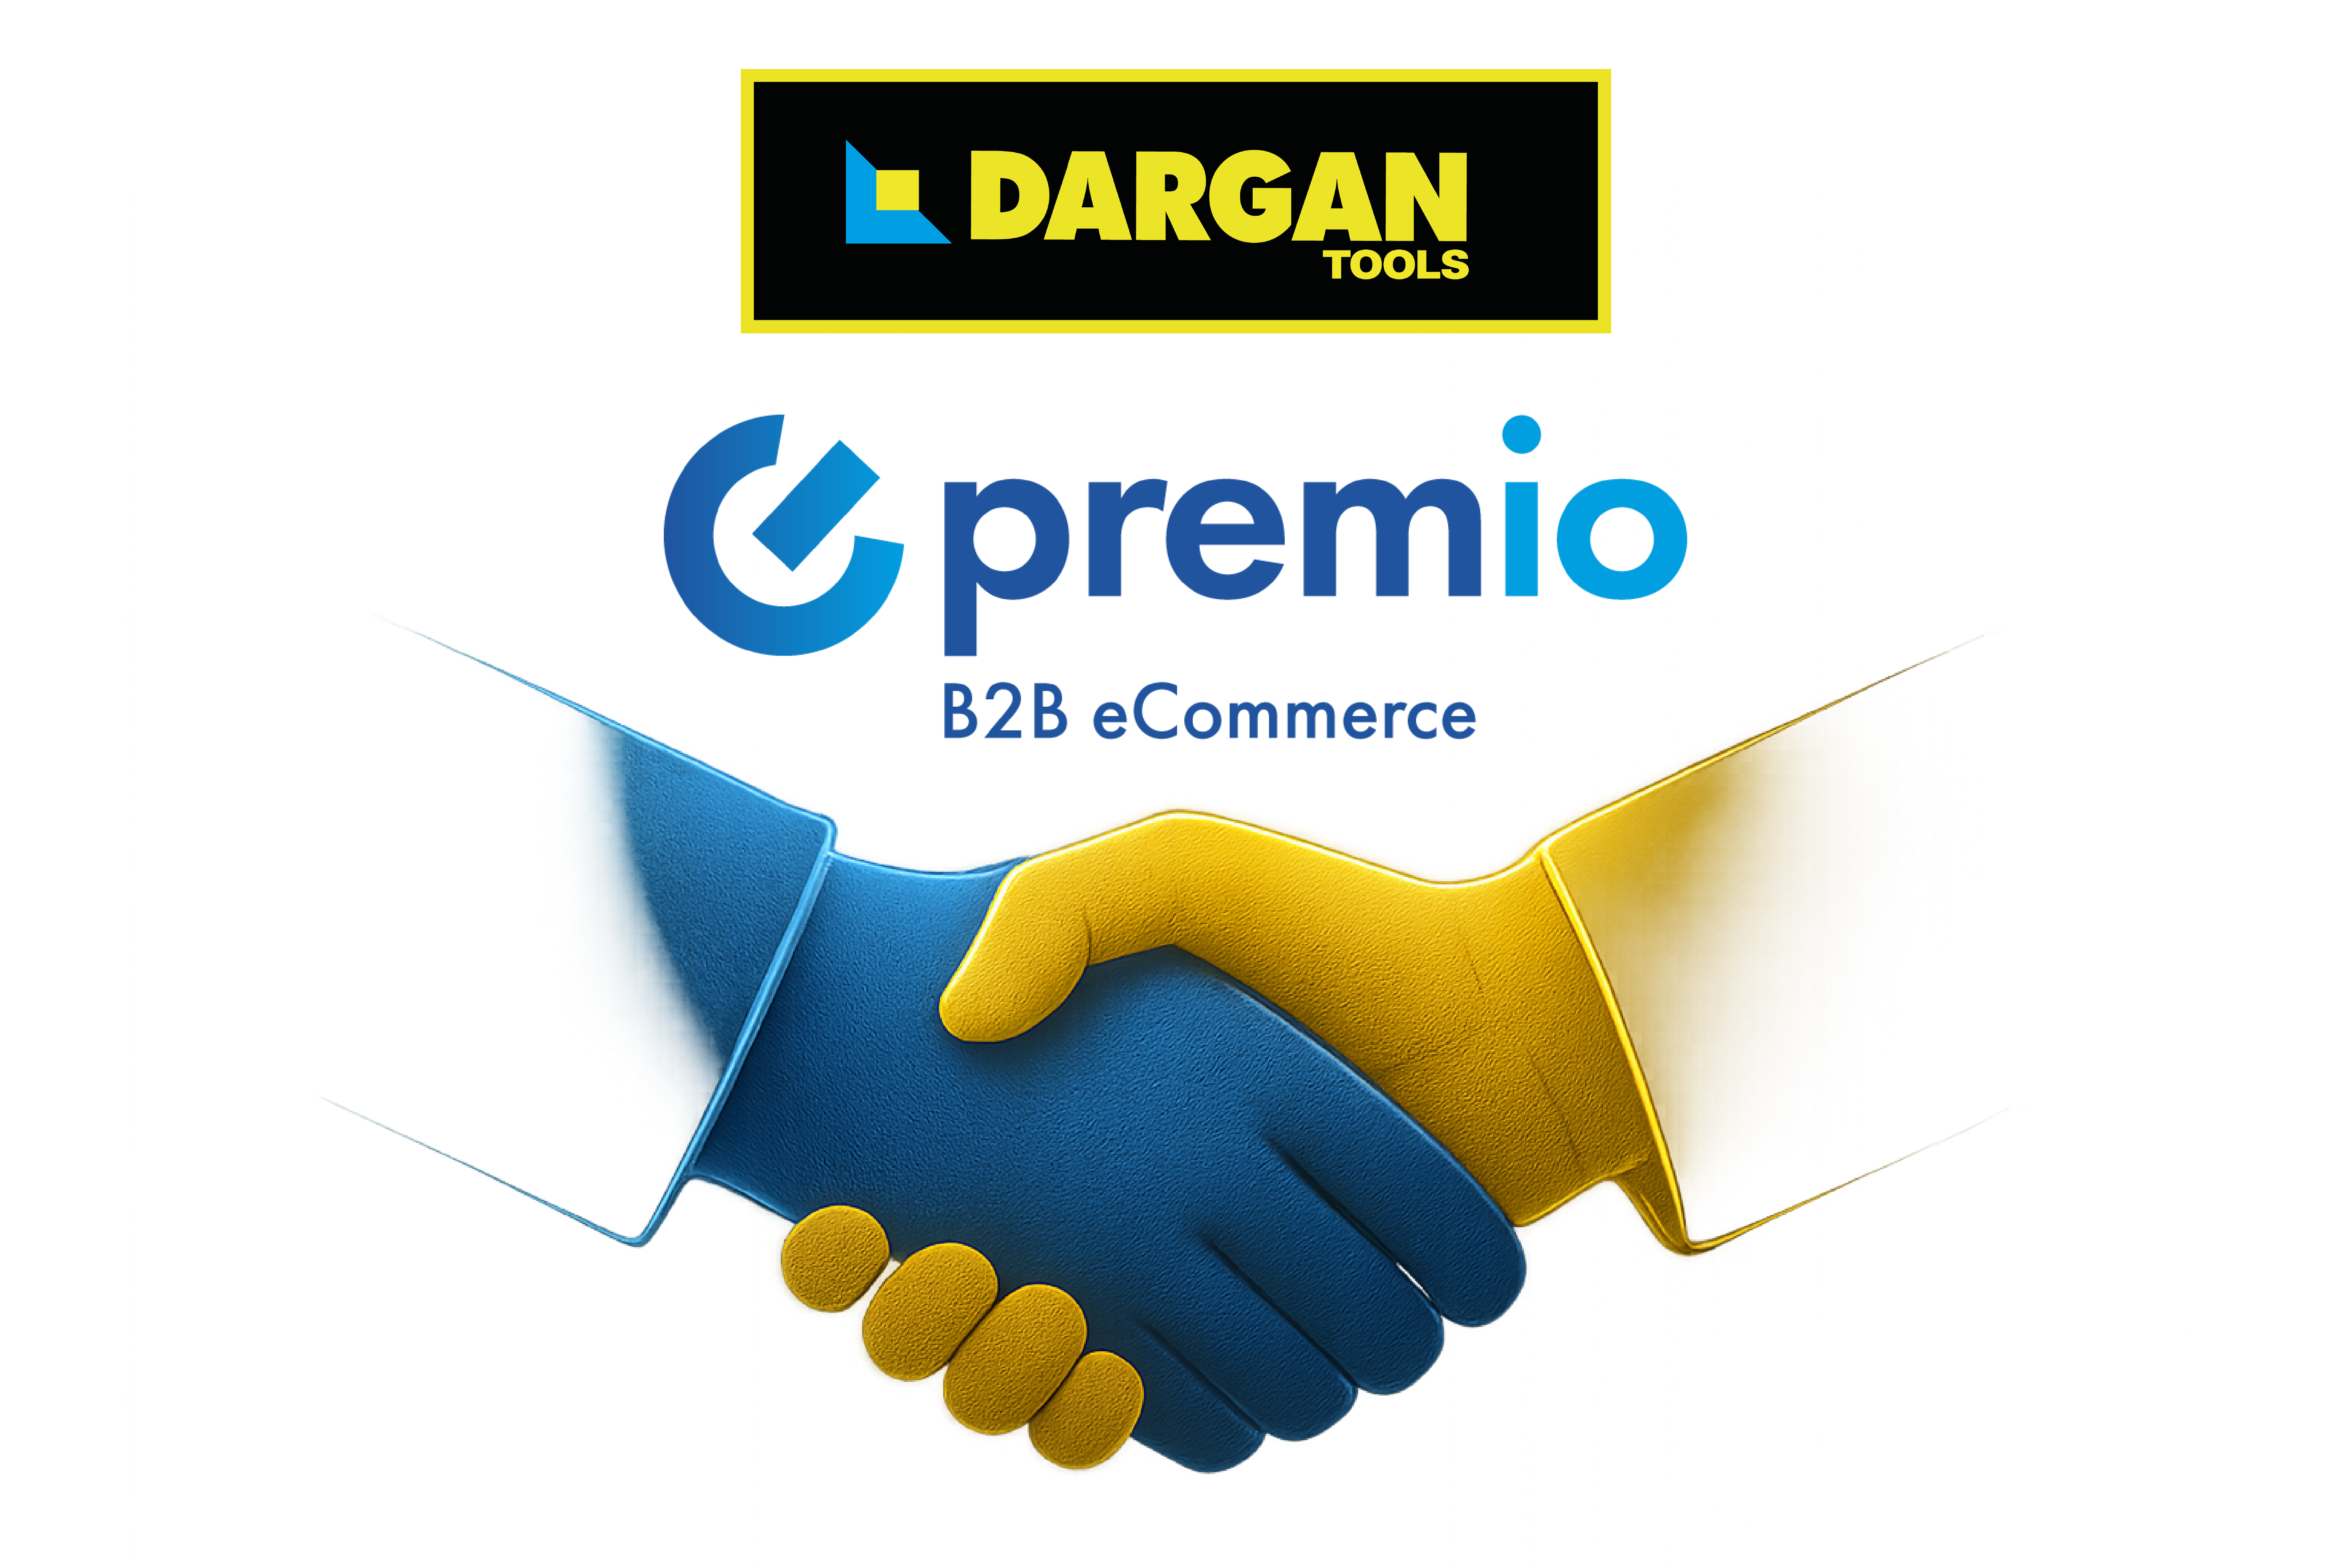 DARGAN
TOOLS
premio
B2B eCommerce